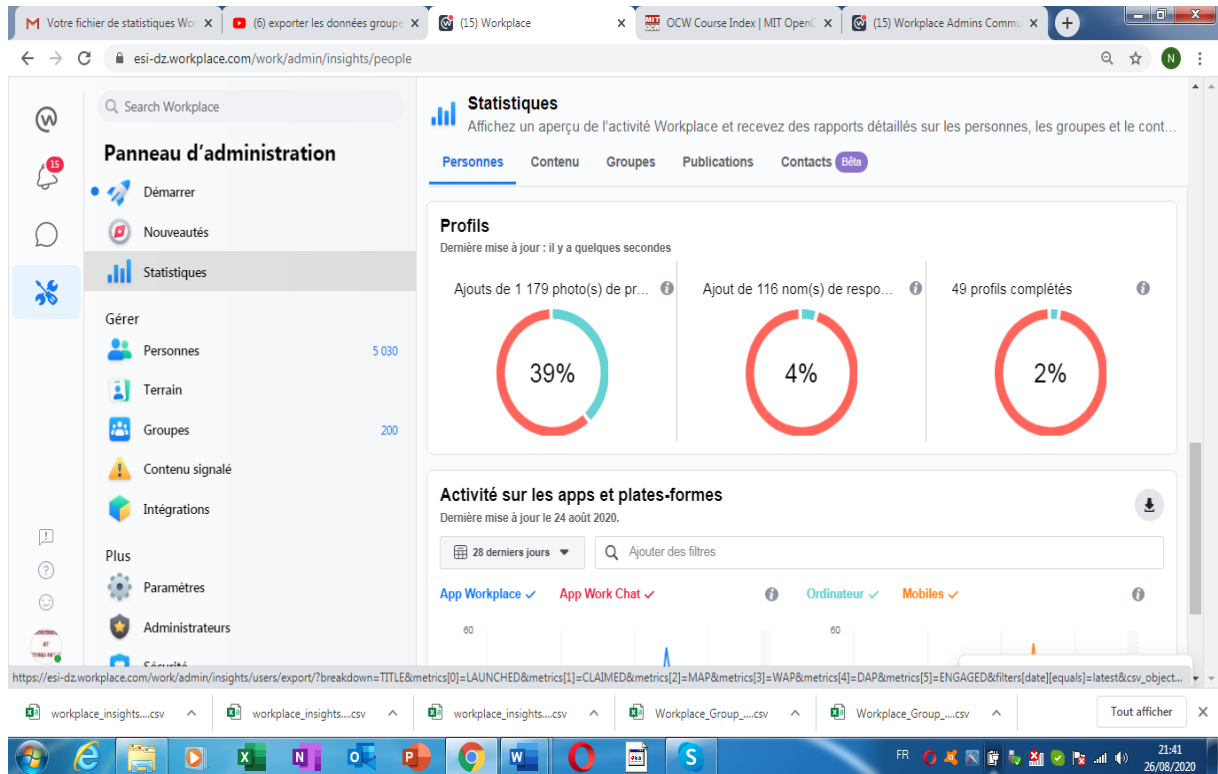 Votre fichier de statistiques Wo
(6) exporter les données groupe
(15) Workplace
OCW Course Index | MIT OpenC
(15) Workplace Admins Commu
esi-dz.workplace.com/work/admin/insights/people
N
15
Search Workplace
Panneau d'administration
Démarrer
Nouveautés
Statistiques
Gérer
Personnes 5 030
Terrain
Groupes 200
Contenu signalé
Intégrations
Plus
Paramètres
Administrateurs
Sécurité
Statistiques
Affichez un aperçu de l'activité Workplace et recevez des rapports détaillés sur les personnes, les groupes et le cont...
Personnes Contenu Groupes Publications Contacts Bêta
Profils
Dernière mise à jour : il y a quelques secondes
Ajouts de 1 179 photo(s) de pr... Ajout de 116 nom(s) de respo... 49 profils complétés
39% 4% 2%
Activité sur les apps et plates-formes
Dernière mise à jour le 24 août 2020.
28 derniers jours Ajouter des filtres
App Workplace App Work Chat Ordinateur Mobiles
60 60
https://esi-dz.workplace.com/work/admin/insights/users/export/?breakdown=TITLE&metrics[0]=LAUNCHED&metrics[1]=CLAIMED&metrics[2]=MAP&metrics[3]=WAP&metrics[4]=DAP&metrics[5]=ENGAGED&filters[date][equals]=latest&csv_object...
workplace_insights....csv workplace_insights....csv workplace_insights....csv Workplace_Group_....csv Workplace_Group_....csv Tout afficher
FR 21:41
26/08/2020